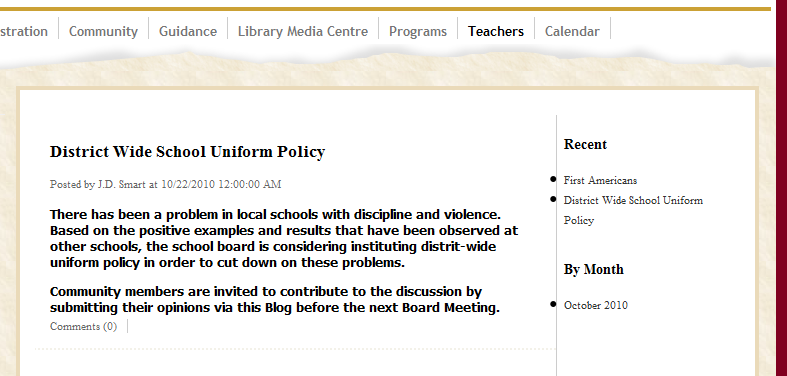 stration Community Guidance Library Media Centre Programs Teachers Calendar
District Wide School Uniform Policy
Posted by J.D. Smart at 10/22/2010 12:00:00 AM
There has been a problem in local schools with discipline and violence.
Based on the positive examples and results that have been observed at
other schools, the school board is considering instituting distrit-wide
uniform policy in order to cut down on these problems.
Community members are invited to contribute to the discussion by
submitting their opinions via this Blog before the next Board Meeting.
Comments (0)
Recent
First Americans
District Wide School Uniform
Policy
By Month
October 2010